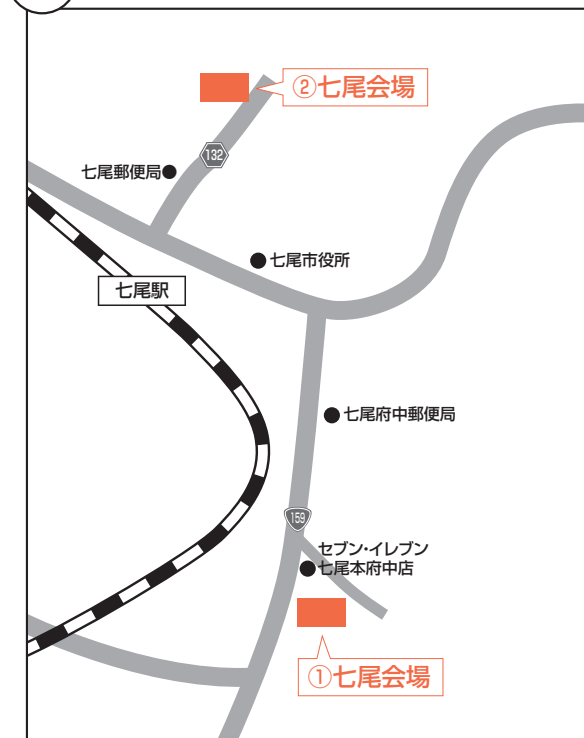 ②七尾会場
132
七尾郵便局
七尾市役所
七尾駅
七尾府中郵便局
159
セブン・イレブン
七尾本府中店
①七尾会場